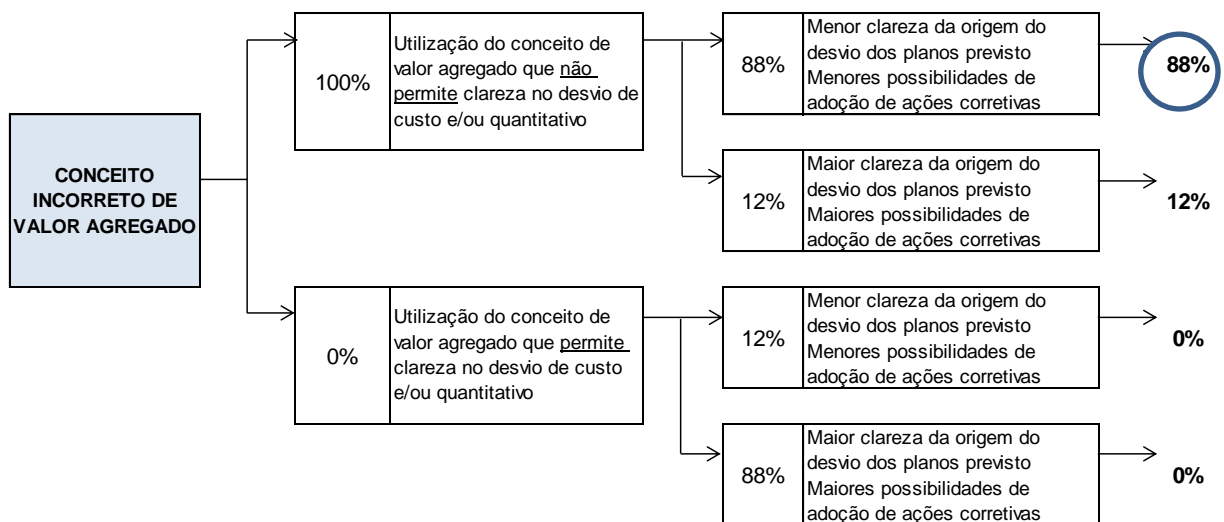 CONCEITO
INCORRETO DE
VALOR AGREGADO
100%
Utilização do conceito de
valor agregado que não
permite clareza no desvio de
custo e/ou quantitativo
88%
Menor clareza da origem do
desvio dos planos previsto
Menores possibilidades de
adoção de ações corretivas
88%
12%
Maior clareza da origem do
desvio dos planos previsto
Maiores possibilidades de
adoção de ações corretivas
12%
0%
Utilização do conceito de
valor agregado que permite
clareza no desvio de custo
e/ou quantitativo
12%
Menor clareza da origem do
desvio dos planos previsto
Menores possibilidades de
adoção de ações corretivas
0%
88%
Maior clareza da origem do
desvio dos planos previsto
Maiores possibilidades de
adoção de ações corretivas
0%